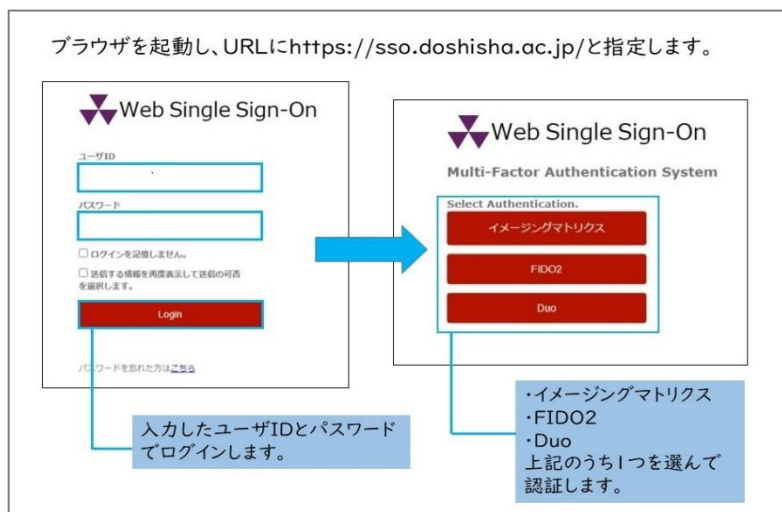 ブラウザを起動し、URLにhttps://sso.doshisha.ac.jp/と指定します。
Web Single Sign-On
ユーザID
パスワード
ログインを記憶しません。
送信する情報を再度表示して送信の可否
を選択します。
Login
パスワードを忘れた方はこちら
入力したユーザIDとパスワード
でログインします。
Web Single Sign-On
Multi-Factor Authentication System
Select Authentication.
イメージングマトリクス
FIDO2
Duo
・イメージングマトリクス
・FIDO2
・Duo
上記のうち1つを選んで
認証します。